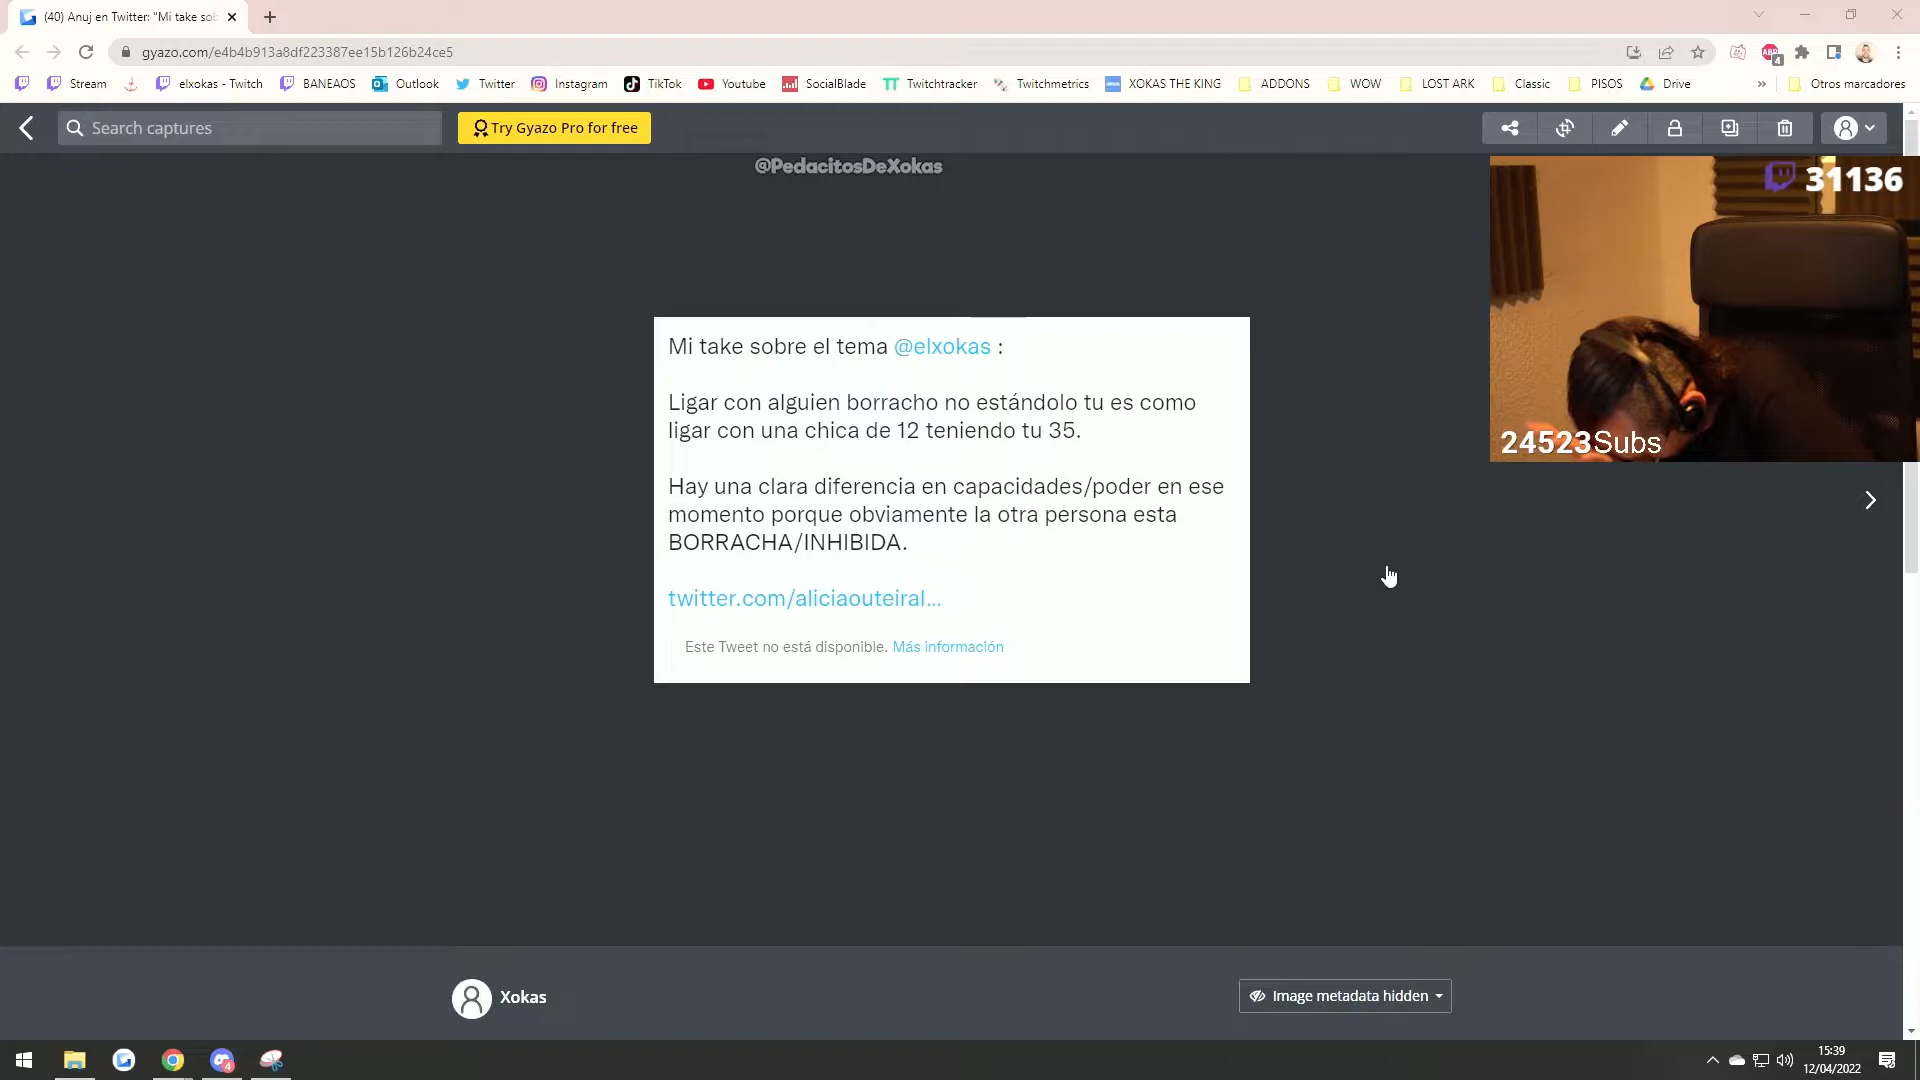 (40) Anuj en Twitter: "Mi take sob
gyazo.com/e4b4b913a8df223387ee15b126b24ce5
4
Stream
elxokas - Twitch
BANEAOS
Outlook
Twitter
Instagram
TikTok
Youtube
SocialBlade
Twitchtracker
Twitchmetrics
XOKAS THE KING
ADDONS
WOW
LOST ARK
Classic
PISOS
Drive
Otros marcadores
Search captures
Try Gyazo Pro for free
@PedacitosDeXokas
31136
Mi take sobre el tema @elxokas :
Ligar con alguien borracho no estándolo tu es como
ligar con una chica de 12 teniendo tu 35.
24523Subs
Hay una clara diferencia en capacidades/poder en ese
momento porque obviamente la otra persona esta
BORRACHA/INHIBIDA.
twitter.com/aliciaouteiral...
Este Tweet no está disponible. Más información
Xokas
Image metadata hidden
4
15:39
12/04/2022